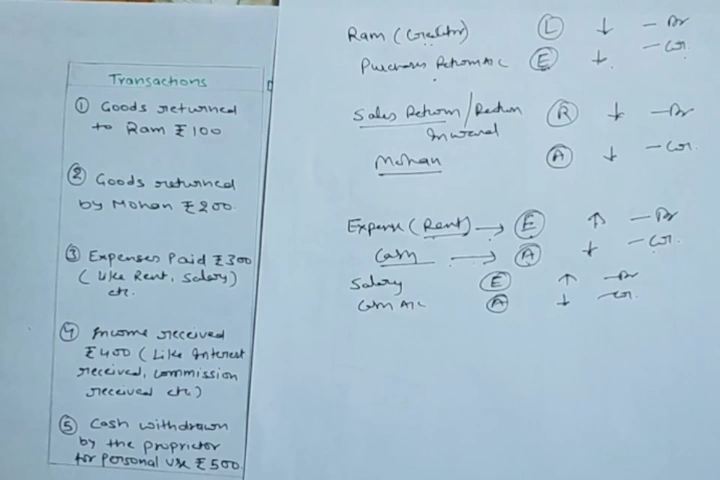 Transactions
① Goods returned
to Ram ₹100
② Goods returned
by Mohan ₹200.
③ Expenses Paid ₹300
(Like Rent, Salary)
etc.
④ Income received
₹400 (Like Interest
received, commission
received etc)
⑤ Cash withdrawn
by the proprietor
for Personal Use ₹500.
Ram (Creditor) L ↓ - Dr
Purchases Return A/c E ↓ - Cr.
Sales Return/Return R ↓ - Dr
Inward
Mohan A ↓ - Cr.
Expense (Rent) → E ↑ - Dr
Cash → A ↓ - Cr.
Salary E ↑ - Dr
Cash A/c A ↓ - Cr.